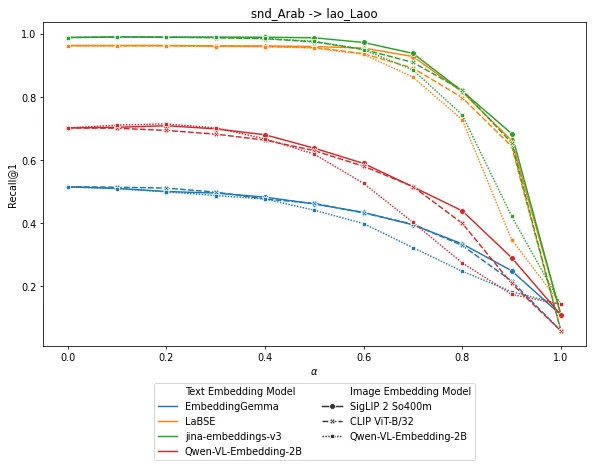 snd_Arab -> lao_Laoo
Recall@1
1.0
0.8
0.6
0.4
0.2
0.0 0.2 0.4 0.6 0.8 1.0
α
Text Embedding Model
EmbeddingGemma
LaBSE
jina-embeddings-v3
Qwen-VL-Embedding-2B
Image Embedding Model
SigLIP 2 So400m
CLIP ViT-B/32
Qwen-VL-Embedding-2B